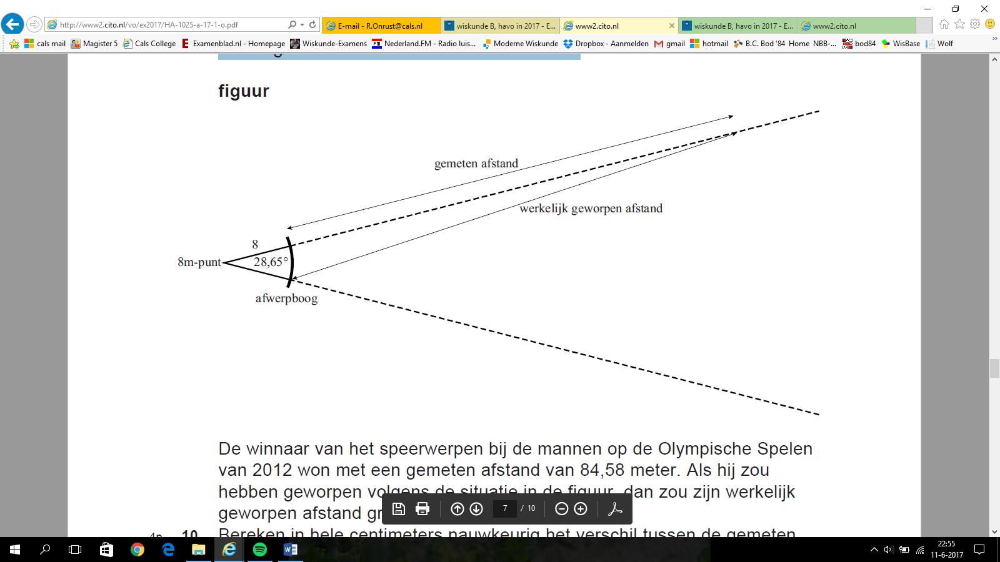 http://www2.cito.nl/vo/ex2017/HA-1025-a-17-1-o.pdf
E-mail - R.Onrust@cals.nl
wiskunde B, havo in 2017 - E...
www2.cito.nl
wiskunde B, havo in 2017 - E...
www2.cito.nl
cals mail
Magister 5
Cals College
Examenblad.nl - Homepage
Wiskunde-Examens
Nederland.FM - Radio luis...
Moderne Wiskunde
Dropbox - Aanmelden
gmail
hotmail
B.C. Bod '84 Home NBB-...
bod84
WisBase
Wolf
figuur
gemeten afstand
werkelijk geworpen afstand
8
8m-punt
28,65°
afwerpboog
De winnaar van het speerwerpen bij de mannen op de Olympische Spelen
van 2012 won met een gemeten afstand van 84,58 meter. Als hij zou
hebben geworpen volgens de situatie in de figuur, dan zou zijn werkelijk
geworpen afstand gr
7 / 10
4p 10 Bereken in hele centimeters nauwkeurig het verschil tussen de gemeten
22:55
11-6-2017